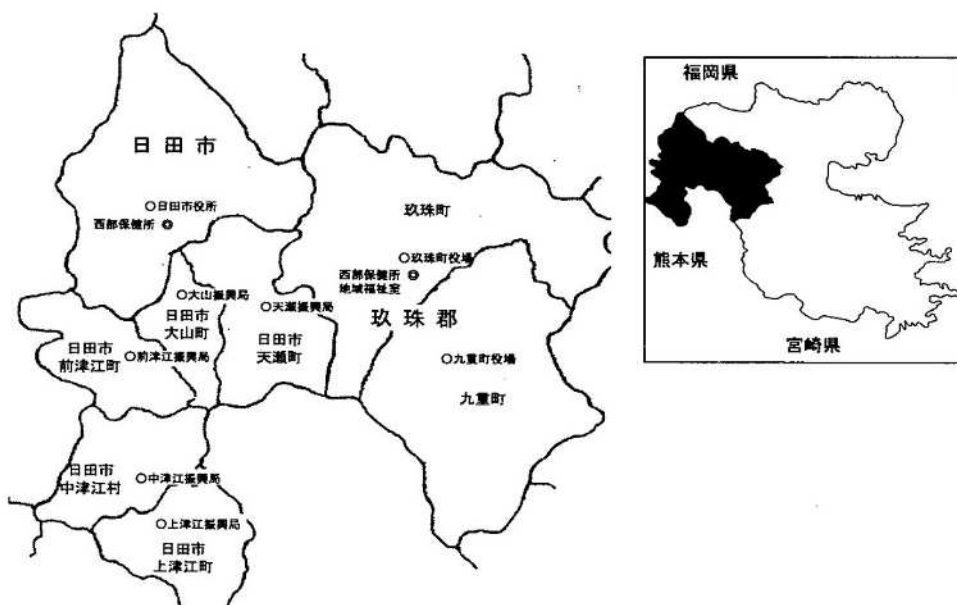 日田市
○日田市役所
西部保健所◎
玖珠町
○玖珠町役場
西部保健所◎
地域福祉室
玖珠郡
○大山振興局
日田市
大山町
○天瀬振興局
日田市
天瀬町
日田市
前津江町
○前津江振興局
○九重町役場
九重町
日田市
中津江村
○中津江振興局
○上津江振興局
日田市
上津江町
福岡県
熊本県
宮崎県